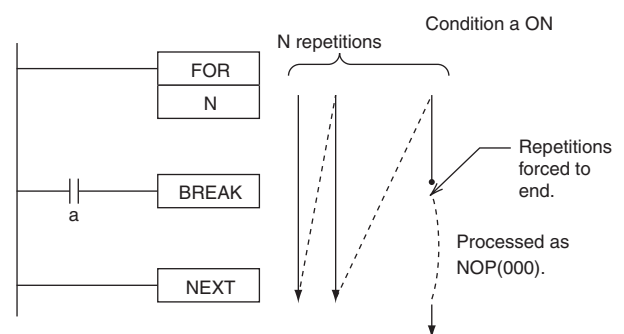 Condition a ON
N repetitions
FOR
N
Repetitions
forced to
end.
BREAK
a
Processed as
NOP(000).
NEXT